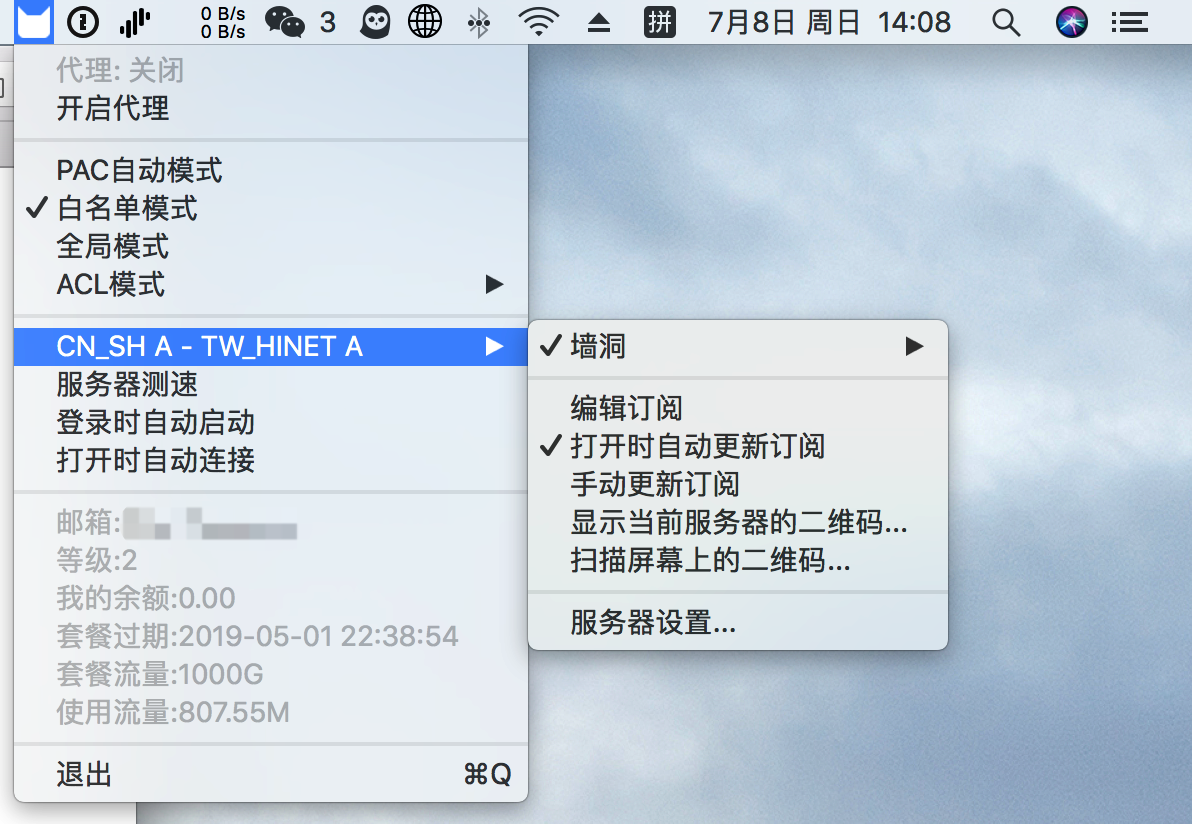 0 B/s
0 B/s
3
拼
7月8日 周日 14:08
代理: 关闭
开启代理
PAC自动模式
✓ 白名单模式
全局模式
ACL模式 ▶
CN_SH A - TW_HINET A ▶
服务器测速
登录时自动启动
打开时自动连接
邮箱:
等级:2
我的余额:0.00
套餐过期:2019-05-01 22:38:54
套餐流量:1000G
使用流量:807.55M
退出 ⌘Q
✓ 墙洞 ▶
编辑订阅
✓ 打开时自动更新订阅
手动更新订阅
显示当前服务器的二维码...
扫描屏幕上的二维码...
服务器设置...